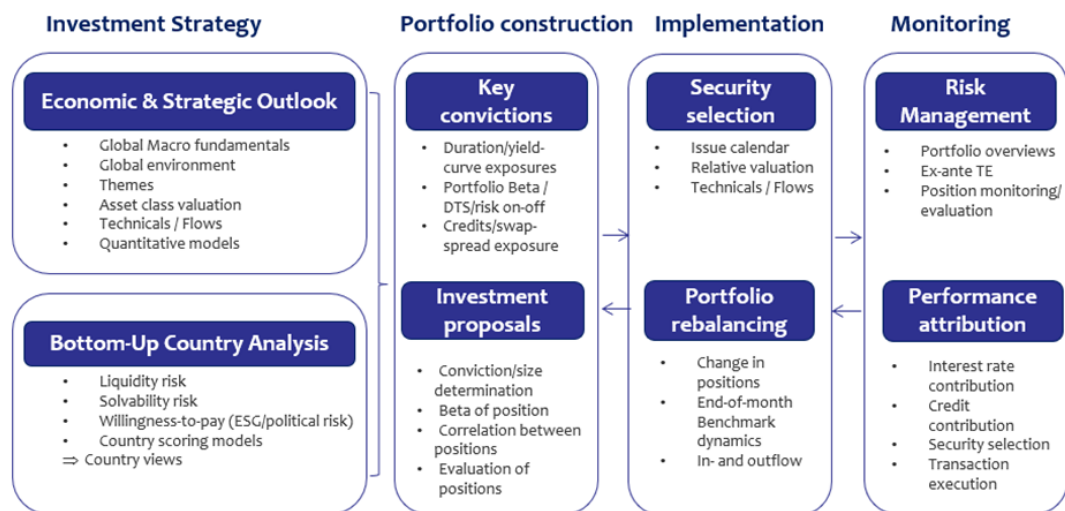 Investment Strategy
Economic & Strategic Outlook
• Global Macro fundamentals
• Global environment
• Themes
• Asset class valuation
• Technicals / Flows
• Quantitative models
Bottom-Up Country Analysis
• Liquidity risk
• Solvability risk
• Willingness-to-pay (ESG/political risk)
• Country scoring models
⇒ Country views
Portfolio construction
Key
convictions
• Duration/yield-
curve exposures
• Portfolio Beta /
DTS/risk on-off
• Credits/swap-
spread exposure
Investment
proposals
• Conviction/size
determination
• Beta of position
• Correlation between
positions
• Evaluation of
positions
Implementation
Security
selection
• Issue calendar
• Relative valuation
• Technicals / Flows
Portfolio
rebalancing
• Change in
positions
• End-of-month
Benchmark
dynamics
• In- and outflow
Monitoring
Risk
Management
• Portfolio overviews
• Ex-ante TE
• Position monitoring/
evaluation
Performance
attribution
• Interest rate
contribution
• Credit
contribution
• Security selection
• Transaction
execution